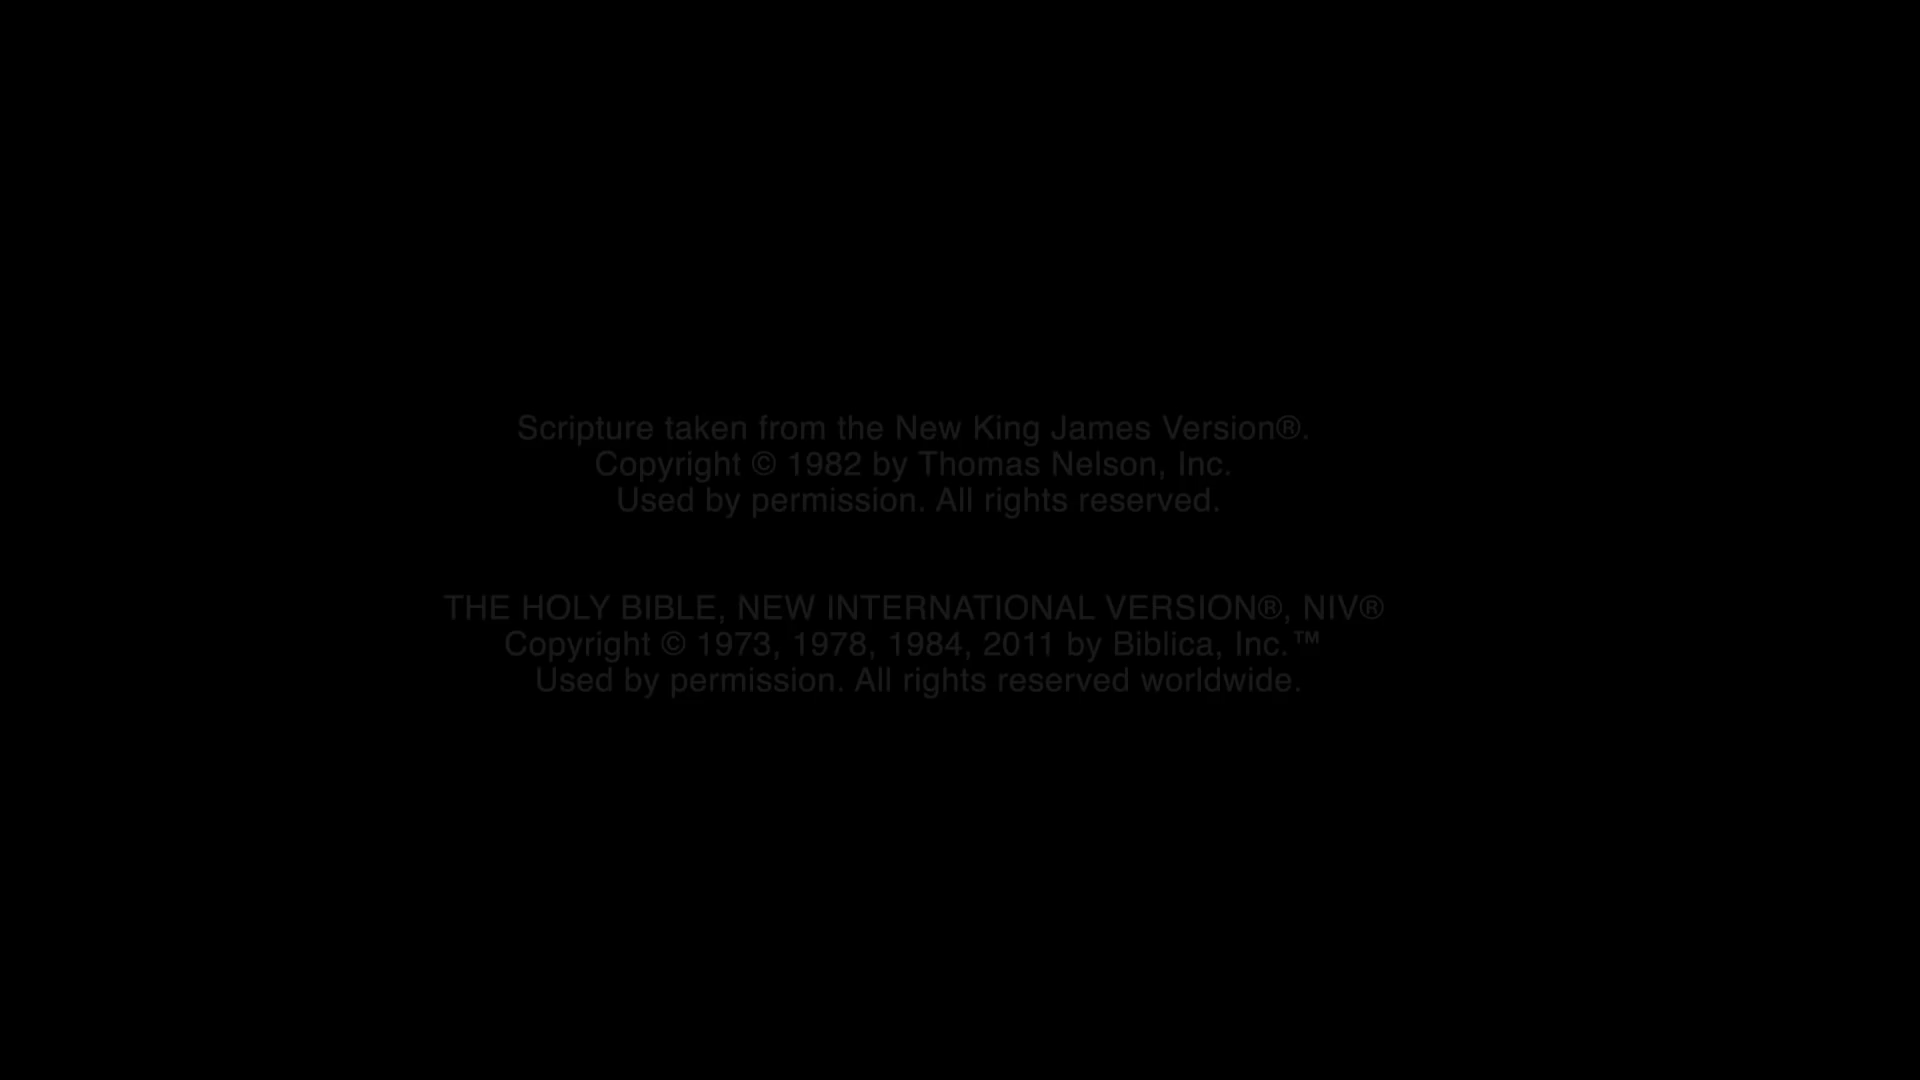 Scripture taken from the New King James Version®.
Copyright © 1982 by Thomas Nelson, Inc.
Used by permission. All rights reserved.
THE HOLY BIBLE, NEW INTERNATIONAL VERSION®, NIV®
Copyright © 1973, 1978, 1984, 2011 by Biblica, Inc.™
Used by permission. All rights reserved worldwide.